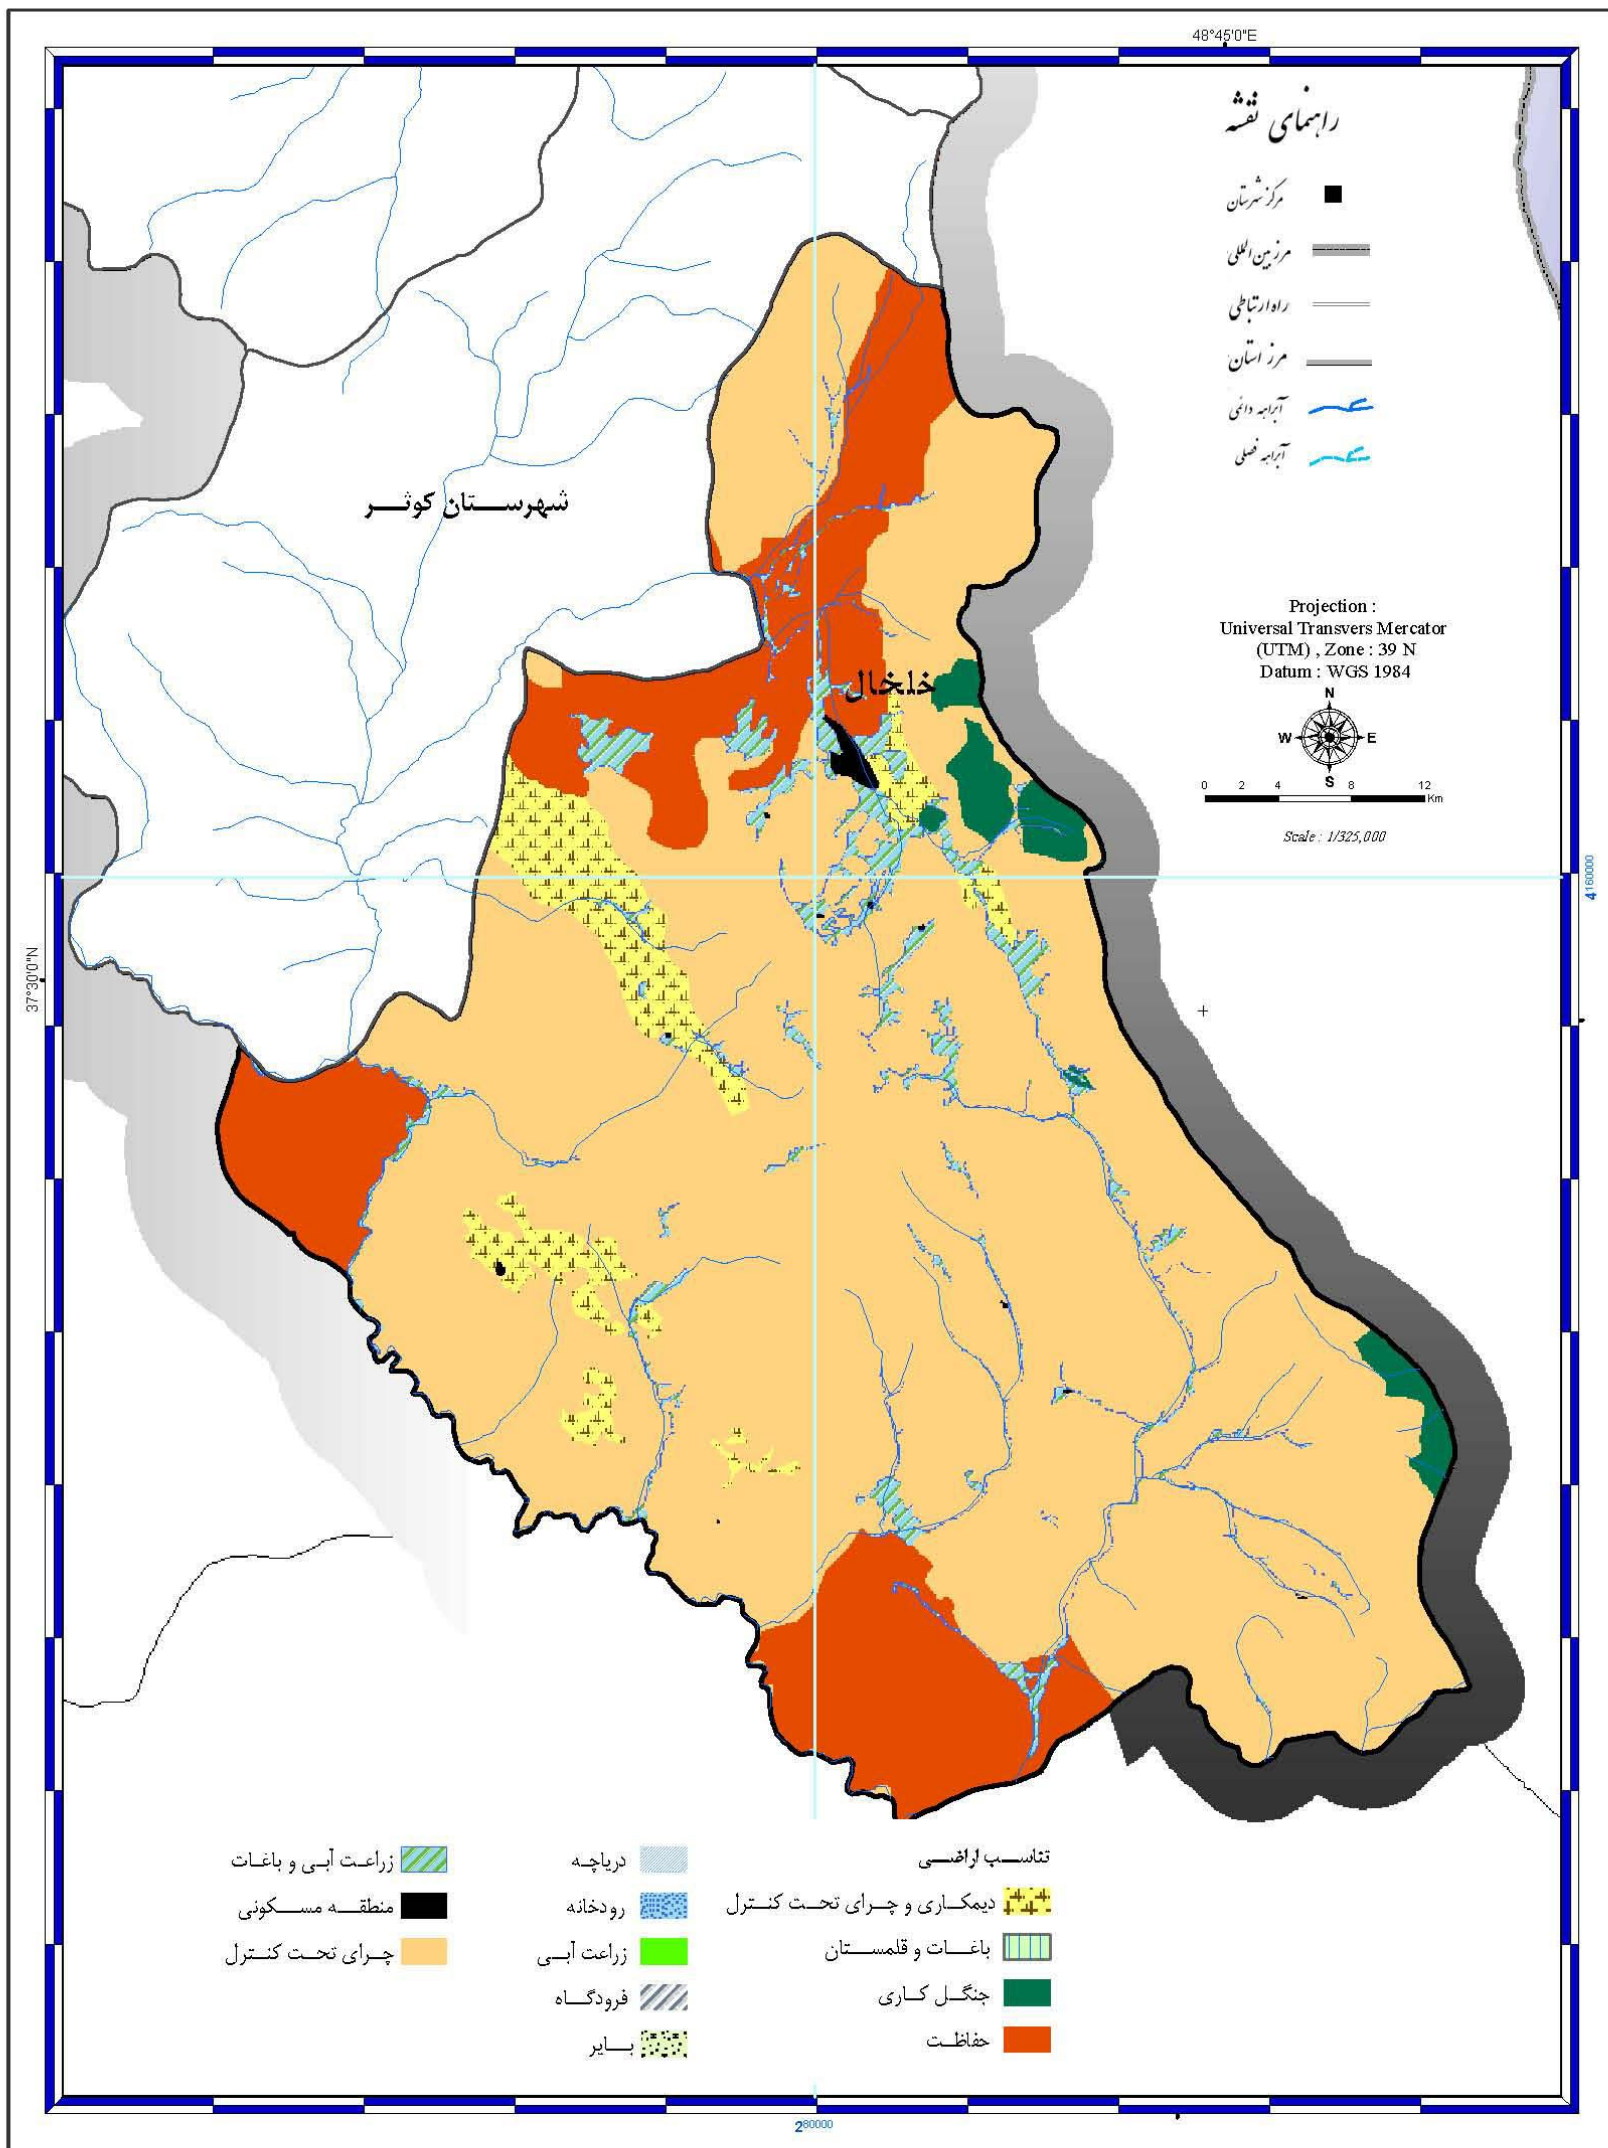 48°45'0"E
راهنمای نقشه
مرکز شهرستان
مرز بین المللی
راه ارتباطی
مرز استان
آبراهه دائمی
آبراهه فصلی
شهرستان کوثر
Projection :
Universal Transvers Mercator
(UTM) , Zone : 39 N
Datum : WGS 1984
N
W E
S
0 2 4 8 12
Km
Scale : 1/325,000
خلخال
4160000
37°30'0"N
تناسب اراضی
دیمکاری و چرای تحت کنترل
باغات و قلمستان
جنگل کاری
حفاظت
دریاچه
رودخانه
زراعت آبی
فرودگاه
بایر
زراعت آبی و باغات
منطقه مسکونی
چرای تحت کنترل
280000